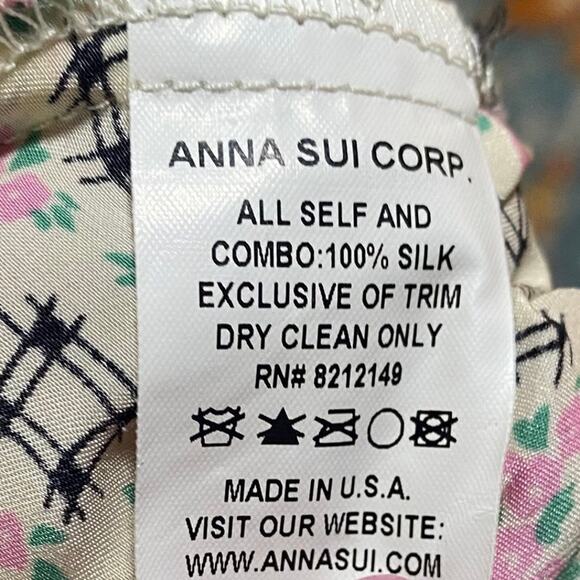 ANNA SUI CORP.
ALL SELF AND
COMBO:100% SILK
EXCLUSIVE OF TRIM
DRY CLEAN ONLY
RN# 8212149
MADE IN U.S.A.
VISIT OUR WEBSITE:
WWW.ANNASUI.COM